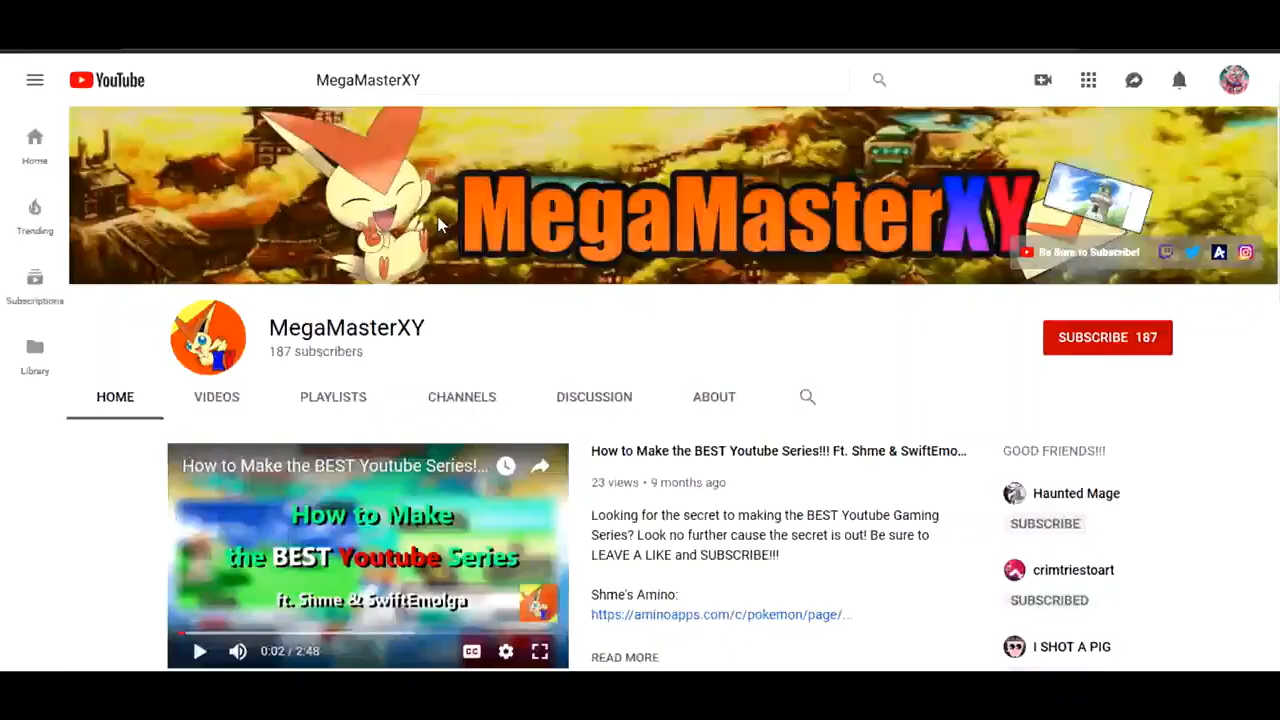 YouTube
MegaMasterXY
Home
Trending
Subscriptions
Library
MegaMasterXY
Be Sure to Subscribe!
MegaMasterXY
187 subscribers
SUBSCRIBE 187
HOME
VIDEOS
PLAYLISTS
CHANNELS
DISCUSSION
ABOUT
How to Make the BEST Youtube Series!...
How to Make
the BEST Youtube Series
ft. Shme & SwiftEmolga
0:02 / 2:48
CC
How to Make the BEST Youtube Series!!! Ft. Shme & SwiftEmo...
23 views • 9 months ago
Looking for the secret to making the BEST Youtube Gaming
Series? Look no further cause the secret is out! Be sure to
LEAVE A LIKE and SUBSCRIBE!!!
Shme's Amino:
https://aminoapps.com/c/pokemon/page/...
READ MORE
GOOD FRIENDS!!!
Haunted Mage
SUBSCRIBE
crimtriestoart
SUBSCRIBED
I SHOT A PIG